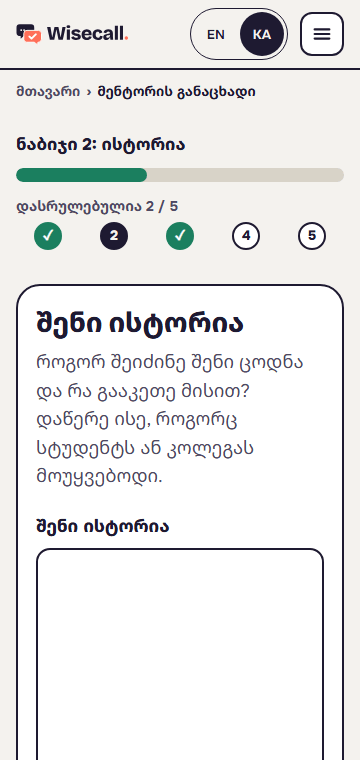 Wisecall.
EN KA
მთავარი › მენტორის განაცხადი
ნაბიჯი 2: ისტორია
დასრულებულია 2 / 5
✓ 2 ✓ 4 5
შენი ისტორია
როგორ შეიძინე შენი ცოდნა
და რა გააკეთე მისით?
დაწერე ისე, როგორც
სტუდენტს ან კოლეგას
მოუყვებოდი.
შენი ისტორია